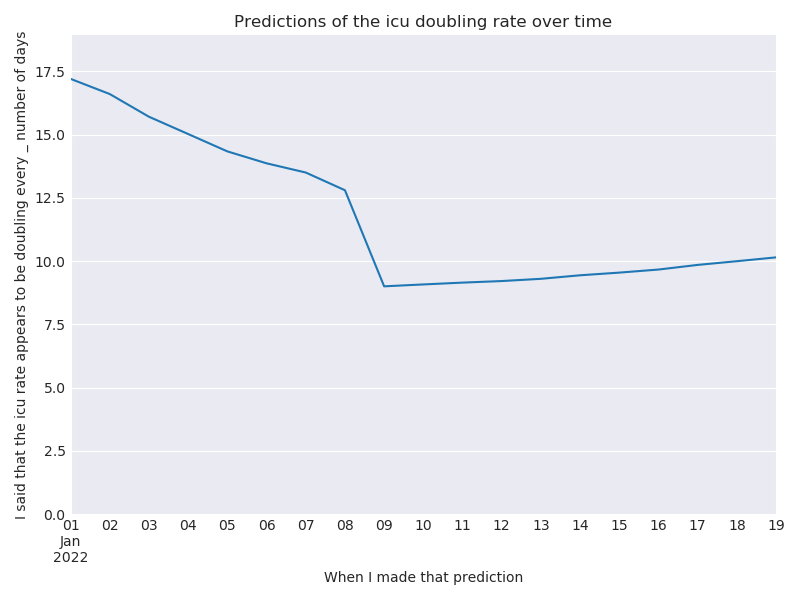 Predictions of the icu doubling rate over time
I said that the icu rate appears to be doubling every _ number of days
17.5
15.0
12.5
10.0
7.5
5.0
2.5
0.0
01 02 03 04 05 06 07 08 09 10 11 12 13 14 15 16 17 18 19
Jan
2022
When I made that prediction